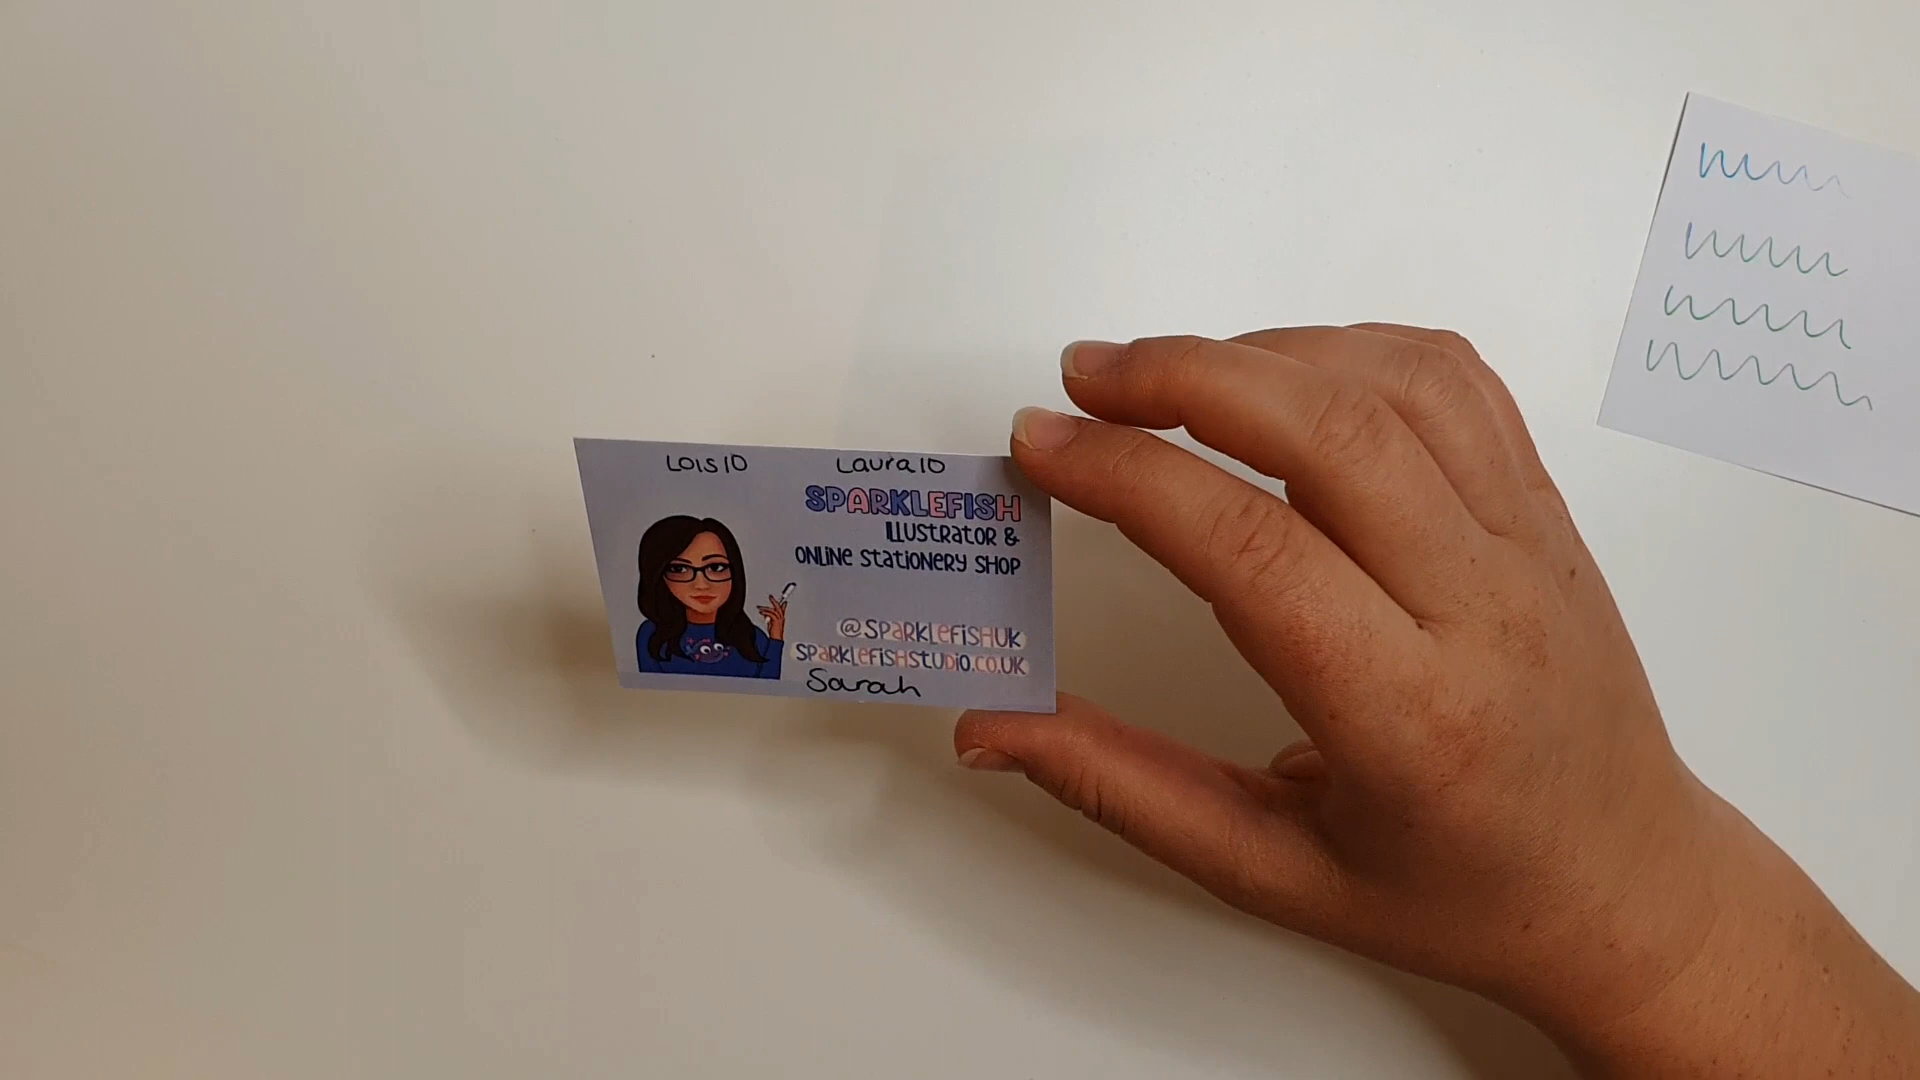 Lois10 Laura10
SPARKLEFISH
ILLUSTRATOR &
ONLINE STATIONERY SHOP
@SPARKLEFISHUK
SPARKLEFISHSTUDIO.CO.UK
Sarah